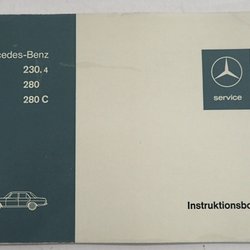 cedes-Benz
230.4
280
280 C
service
Instruktionsbo